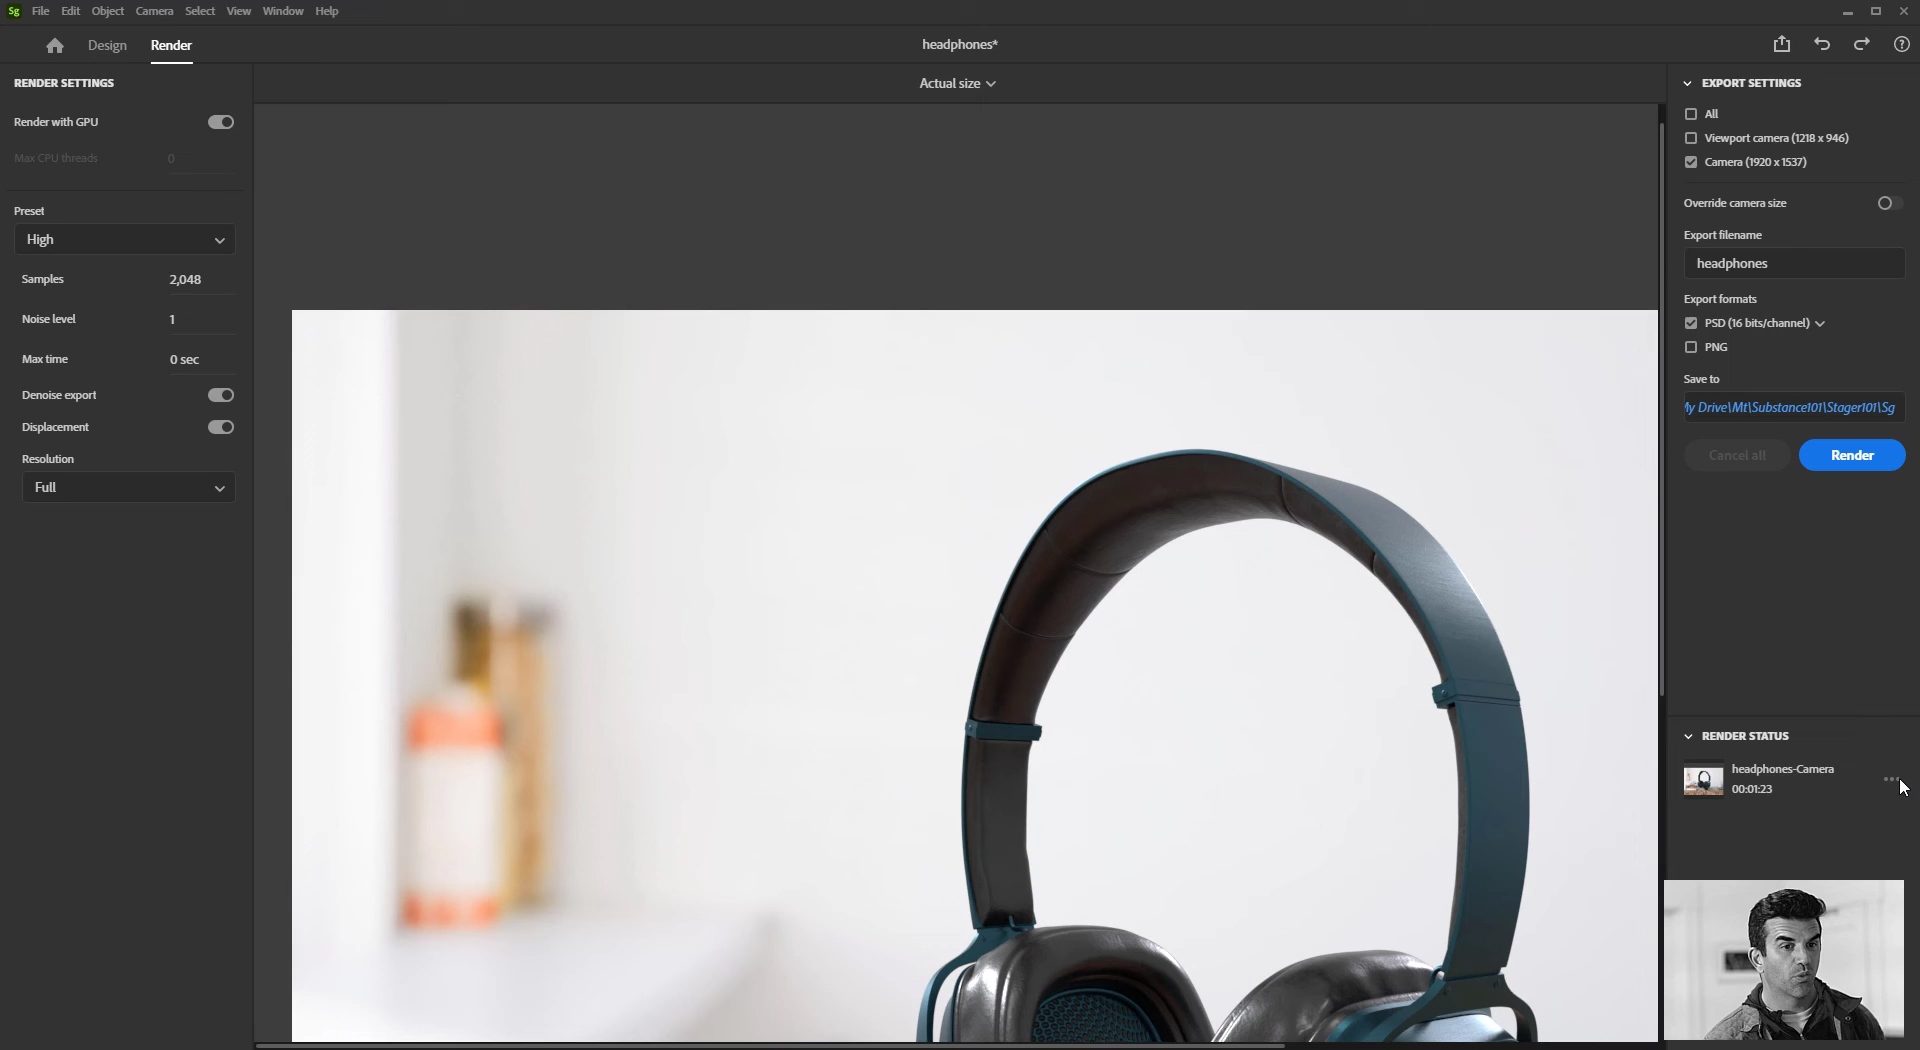 Sg File Edit Object Camera Select View Window Help
Design Render headphones*
RENDER SETTINGS
Render with GPU
Max CPU threads 0
Preset
High
Samples 2,048
Noise level 1
Max time 0 sec
Denoise export
Displacement
Resolution
Full
Actual size
EXPORT SETTINGS
All
Viewport camera (1218 x 946)
Camera (1920 x 1537)
Override camera size
Export filename
headphones
Export formats
PSD (16 bits/channel)
PNG
Save to
My Drive\Mt\Substance101\Stager101\Sg
Cancel all Render
RENDER STATUS
headphones-Camera
00:01:23